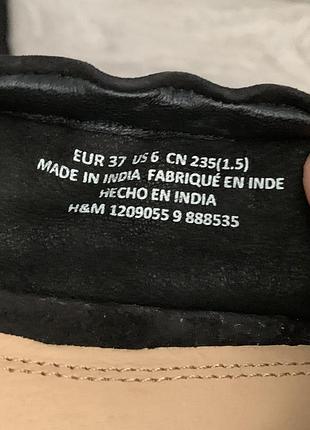 EUR 37 US 6 CN 235(1.5)
MADE IN INDIA FABRIQUÉ EN INDE
HECHO EN INDIA
H&M 1209055 9 888535